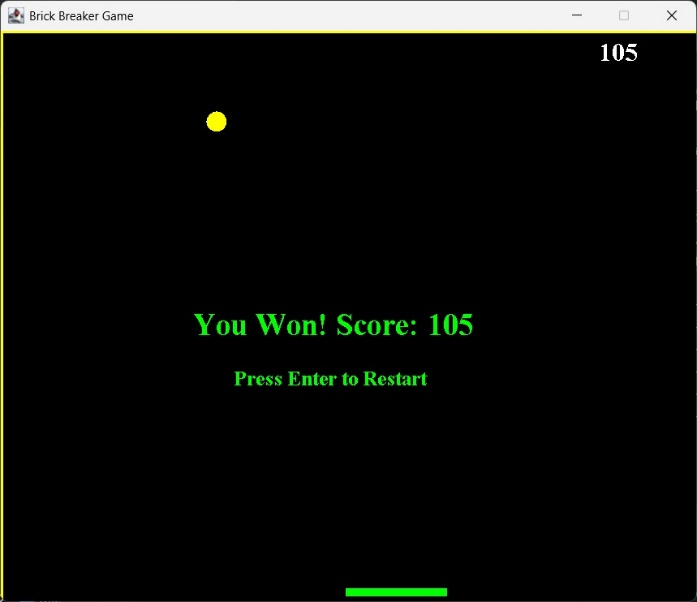 Brick Breaker Game
105
You Won! Score: 105
Press Enter to Restart